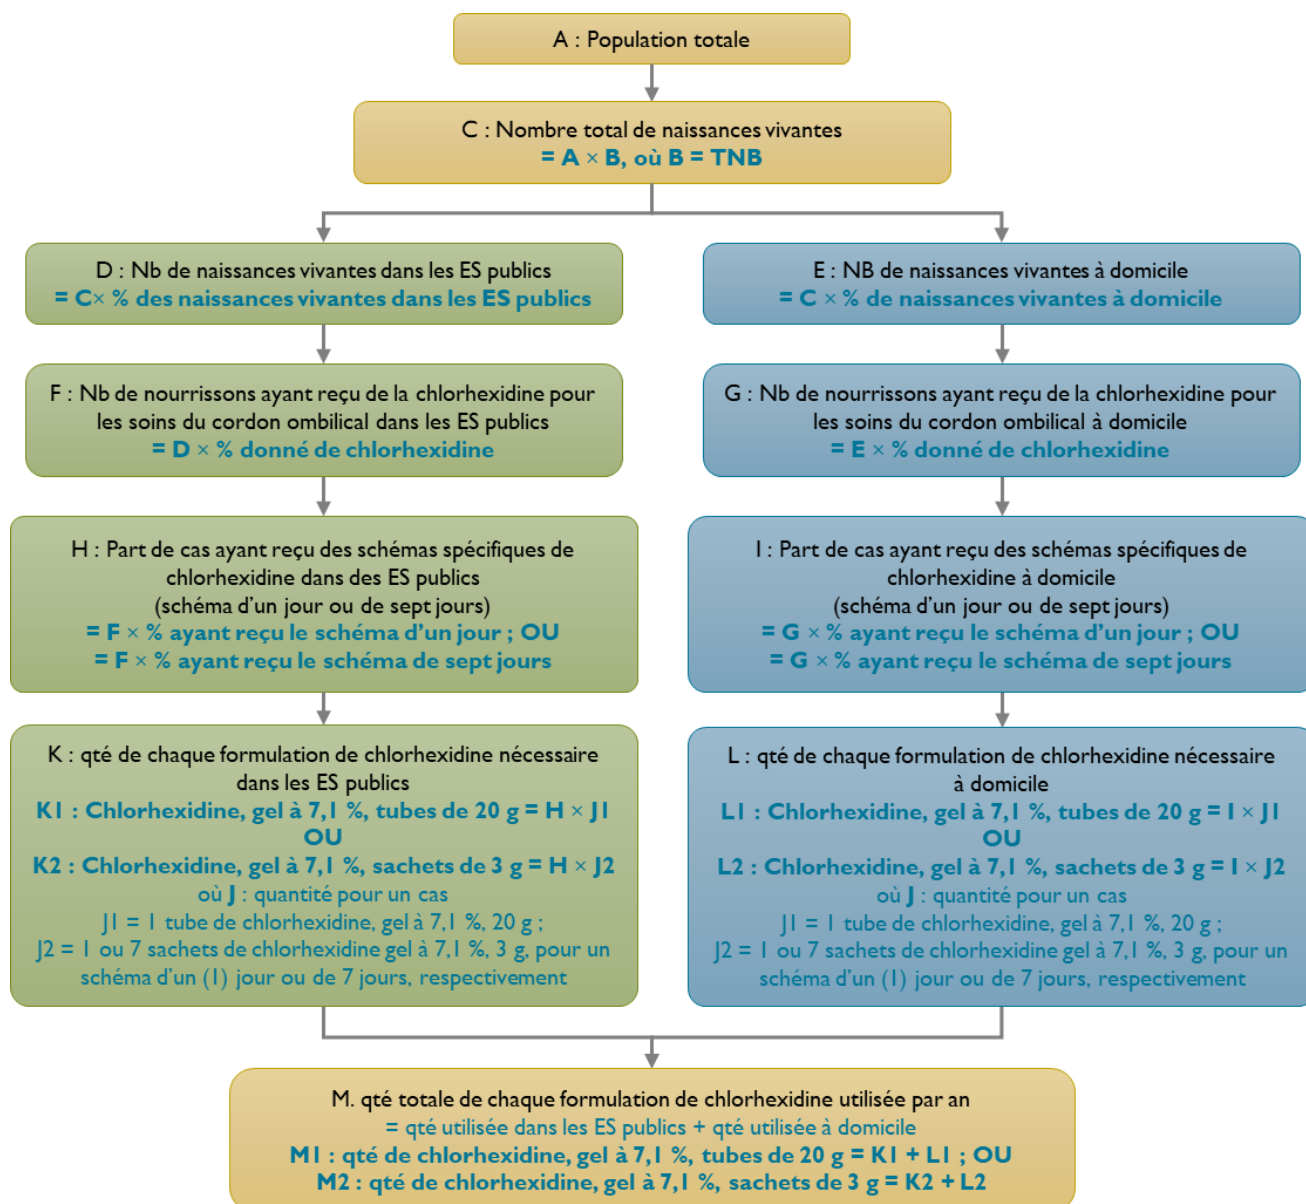 A : Population totale
C : Nombre total de naissances vivantes
= A × B, où B = TNB
D : Nb de naissances vivantes dans les ES publics
= C× % des naissances vivantes dans les ES publics
E : NB de naissances vivantes à domicile
= C × % de naissances vivantes à domicile
F : Nb de nourrissons ayant reçu de la chlorhexidine pour
les soins du cordon ombilical dans les ES publics
= D × % donné de chlorhexidine
G : Nb de nourrissons ayant reçu de la chlorhexidine pour
les soins du cordon ombilical à domicile
= E × % donné de chlorhexidine
H : Part de cas ayant reçu des schémas spécifiques de
chlorhexidine dans des ES publics
(schéma d'un jour ou de sept jours)
= F × % ayant reçu le schéma d'un jour ; OU
= F × % ayant reçu le schéma de sept jours
I : Part de cas ayant reçu des schémas spécifiques de
chlorhexidine à domicile
(schéma d'un jour ou de sept jours)
= G × % ayant reçu le schéma d'un jour ; OU
= G × % ayant reçu le schéma de sept jours
K : qté de chaque formulation de chlorhexidine nécessaire
dans les ES publics
K1 : Chlorhexidine, gel à 7,1 %, tubes de 20 g = H × J1
OU
K2 : Chlorhexidine, gel à 7,1 %, sachets de 3 g = H × J2
où J : quantité pour un cas
J1 = 1 tube de chlorhexidine, gel à 7,1 %, 20 g ;
J2 = 1 ou 7 sachets de chlorhexidine gel à 7,1 %, 3 g, pour un
schéma d'un (1) jour ou de 7 jours, respectivement
L : qté de chaque formulation de chlorhexidine nécessaire
à domicile
L1 : Chlorhexidine, gel à 7,1 %, tubes de 20 g = I × J1
OU
L2 : Chlorhexidine, gel à 7,1 %, sachets de 3 g = I × J2
où J : quantité pour un cas
J1 = 1 tube de chlorhexidine, gel à 7,1 %, 20 g ;
J2 = 1 ou 7 sachets de chlorhexidine gel à 7,1 %, 3 g, pour un
schéma d'un (1) jour ou de 7 jours, respectivement
M. qté totale de chaque formulation de chlorhexidine utilisée par an
= qté utilisée dans les ES publics + qté utilisée à domicile
M1 : qté de chlorhexidine, gel à 7,1 %, tubes de 20 g = K1 + L1 ; OU
M2 : qté de chlorhexidine, gel à 7,1 %, sachets de 3 g = K2 + L2